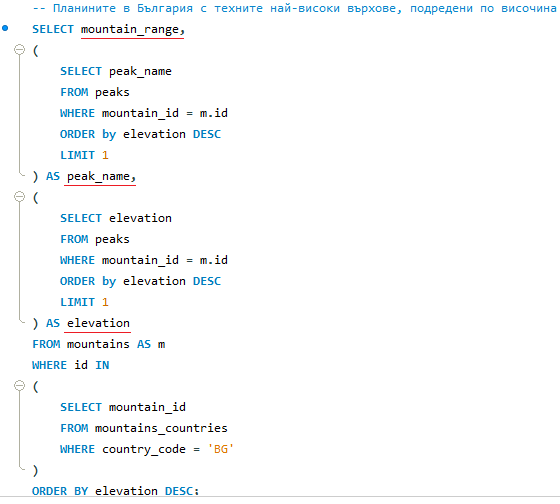 -- Планините в България с техните най-високи върхове, подредени по височина
SELECT mountain_range,
(
SELECT peak_name
FROM peaks
WHERE mountain_id = m.id
ORDER by elevation DESC
LIMIT 1
) AS peak_name,
(
SELECT elevation
FROM peaks
WHERE mountain_id = m.id
ORDER by elevation DESC
LIMIT 1
) AS elevation
FROM mountains AS m
WHERE id IN
(
SELECT mountain_id
FROM mountains_countries
WHERE country_code = 'BG'
)
ORDER BY elevation DESC;